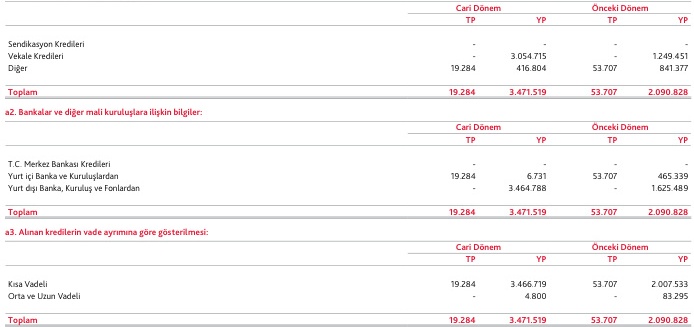 Cari Dönem Önceki Dönem
TP YP TP YP
Sendikasyon Kredileri - - - -
Vekale Kredileri - 3.054.715 - 1.249.451
Diğer 19.284 416.804 53.707 841.377
Toplam 19.284 3.471.519 53.707 2.090.828
a2. Bankalar ve diğer mali kuruluşlara ilişkin bilgiler:
Cari Dönem Önceki Dönem
TP YP TP YP
T.C. Merkez Bankası Kredileri - - - -
Yurt içi Banka ve Kuruluşlardan 19.284 6.731 53.707 465.339
Yurt dışı Banka, Kuruluş ve Fonlardan - 3.464.788 - 1.625.489
Toplam 19.284 3.471.519 53.707 2.090.828
a3. Alınan kredilerin vade ayrımına göre gösterilmesi:
Cari Dönem Önceki Dönem
TP YP TP YP
Kısa Vadeli 19.284 3.466.719 53.707 2.007.533
Orta ve Uzun Vadeli - 4.800 - 83.295
Toplam 19.284 3.471.519 53.707 2.090.828